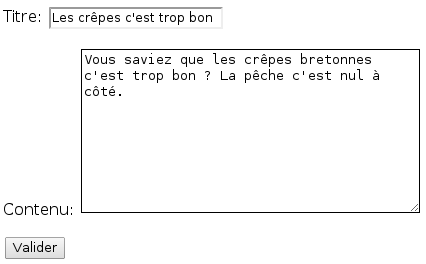 Titre: Les crêpes c'est trop bon
Vous saviez que les crêpes bretonnes
c'est trop bon ? La pêche c'est nul à
côté.
Contenu:
Valider